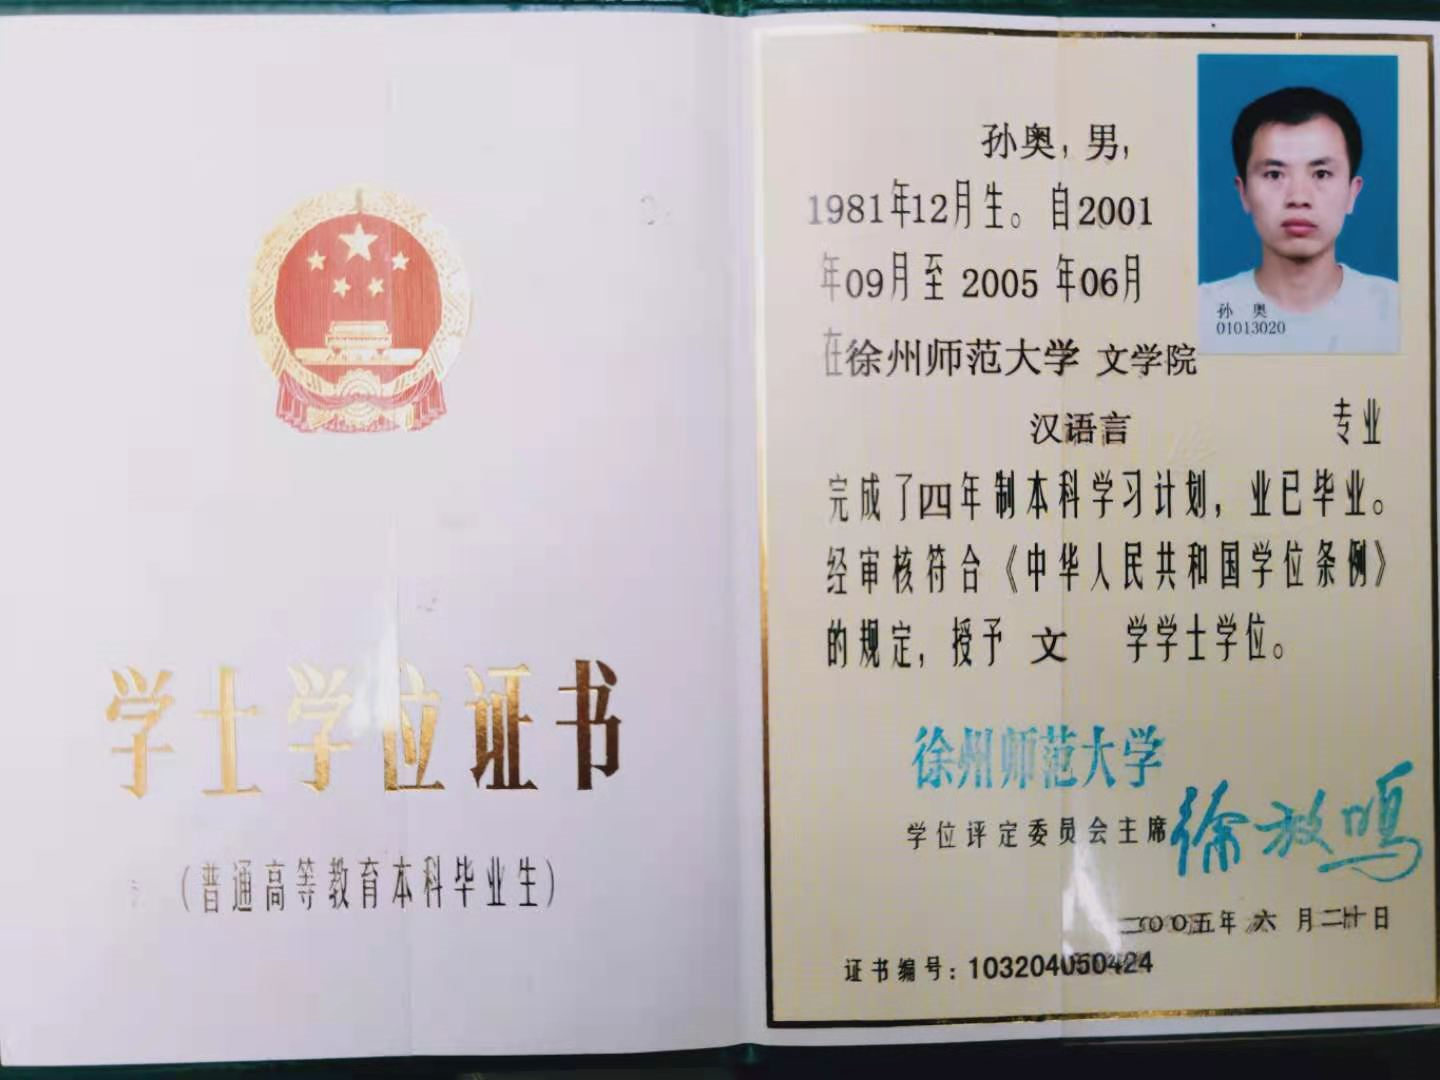 学士学位证书
(普通高等教育本科毕业生)
孙奥，男，
1981年12月生。自2001
年09月至 2005 年06月
在徐州师范大学 文学院
汉语言 专业
完成了四年制本科学习计划，业已毕业。
经审核符合《中华人民共和国学位条例》
的规定，授予 文 学学士学位。
徐州师范大学
学位评定委员会主席 徐放鸣
二〇〇五年 六 月二十日
证书编号：103204050424
孙 奥
01013020